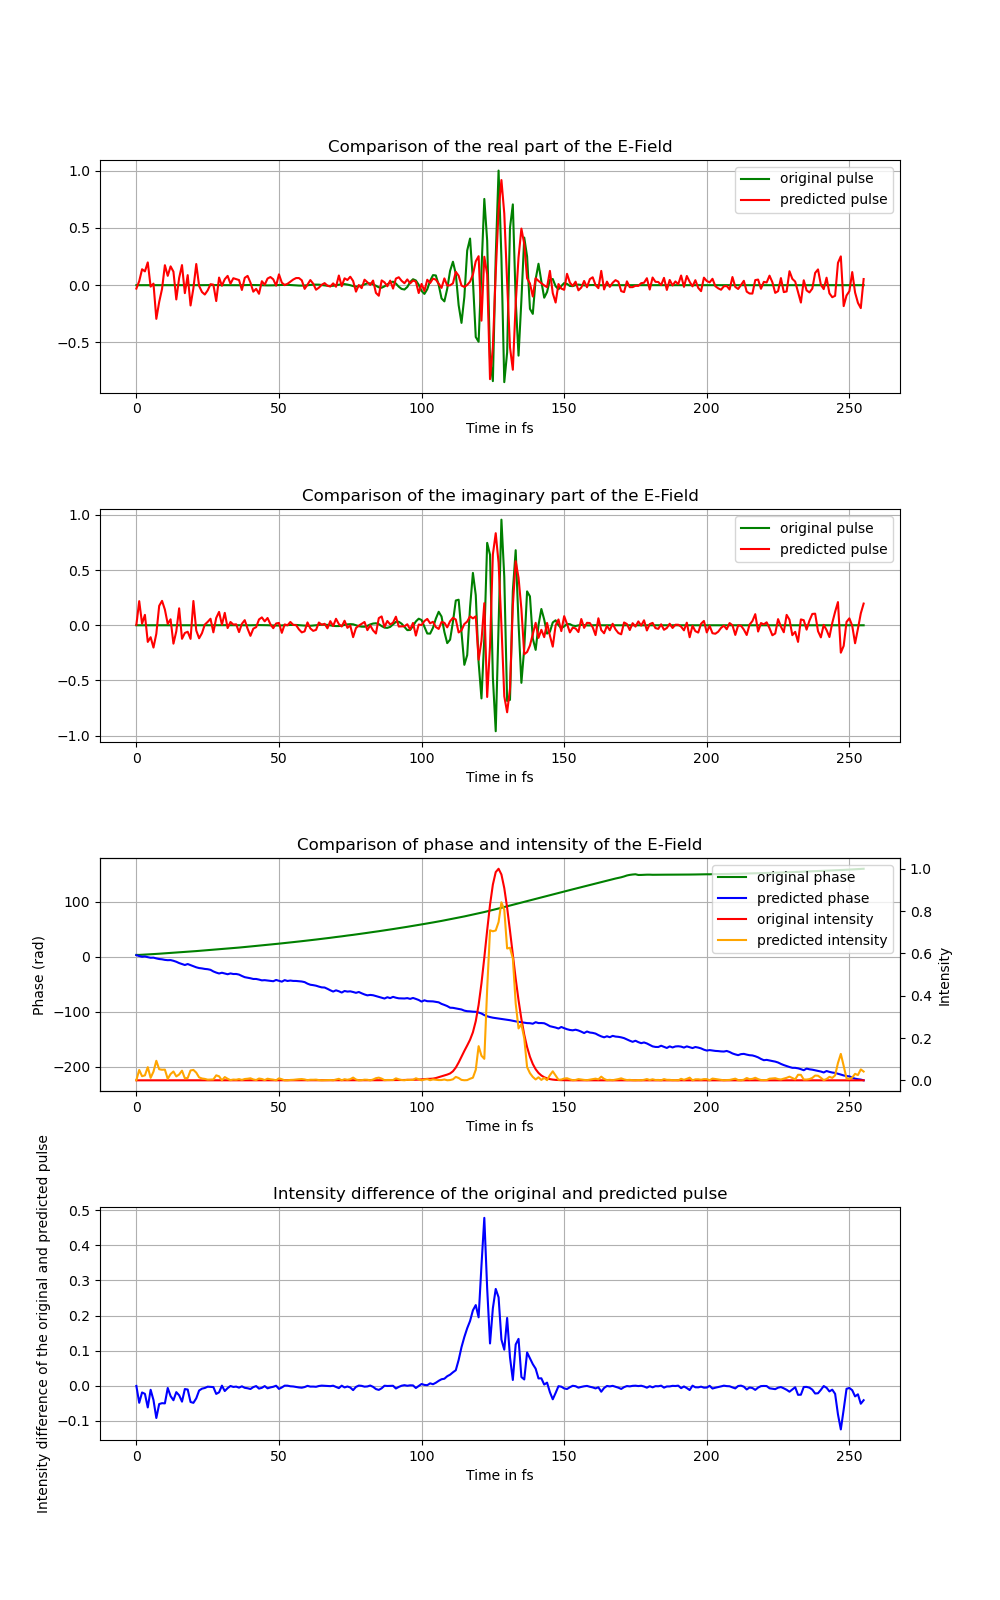 Comparison of the real part of the E-Field
1.0
0.5
0.0
−0.5
original pulse
predicted pulse
0 50 100 150 200 250
Time in fs
Comparison of the imaginary part of the E-Field
1.0
0.5
0.0
−0.5
−1.0
original pulse
predicted pulse
0 50 100 150 200 250
Time in fs
Comparison of phase and intensity of the E-Field
Phase (rad)
100
0
−100
−200
original phase
predicted phase
original intensity
predicted intensity
1.0
0.8
0.6
0.4
0.2
0.0
Intensity
0 50 100 150 200 250
Time in fs
Intensity difference of the original and predicted pulse
Intensity difference of the original and predicted pulse
0.5
0.4
0.3
0.2
0.1
0.0
−0.1
0 50 100 150 200 250
Time in fs